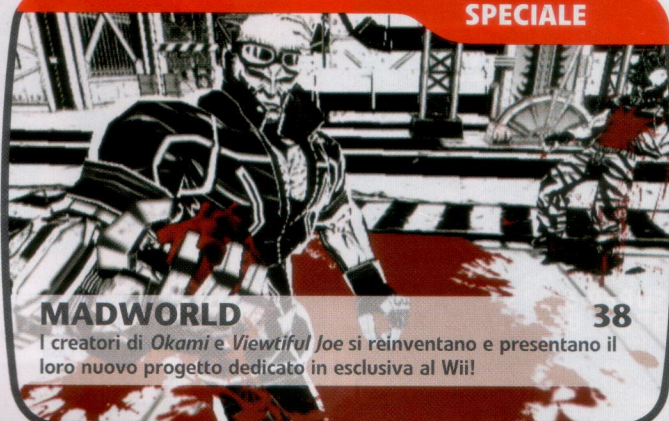 SPECIALE
MADWORLD 38
I creatori di Okami e Viewtiful Joe si reinventano e presentano il
loro nuovo progetto dedicato in esclusiva al Wii!